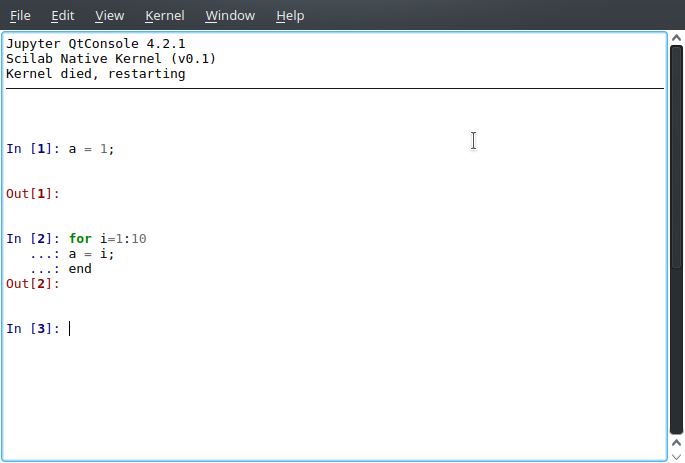 File Edit View Kernel Window Help
Jupyter QtConsole 4.2.1
Scilab Native Kernel (v0.1)
Kernel died, restarting
In [1]: a = 1;
Out[1]:
In [2]: for i=1:10
...: a = i;
...: end
Out[2]:
In [3]: